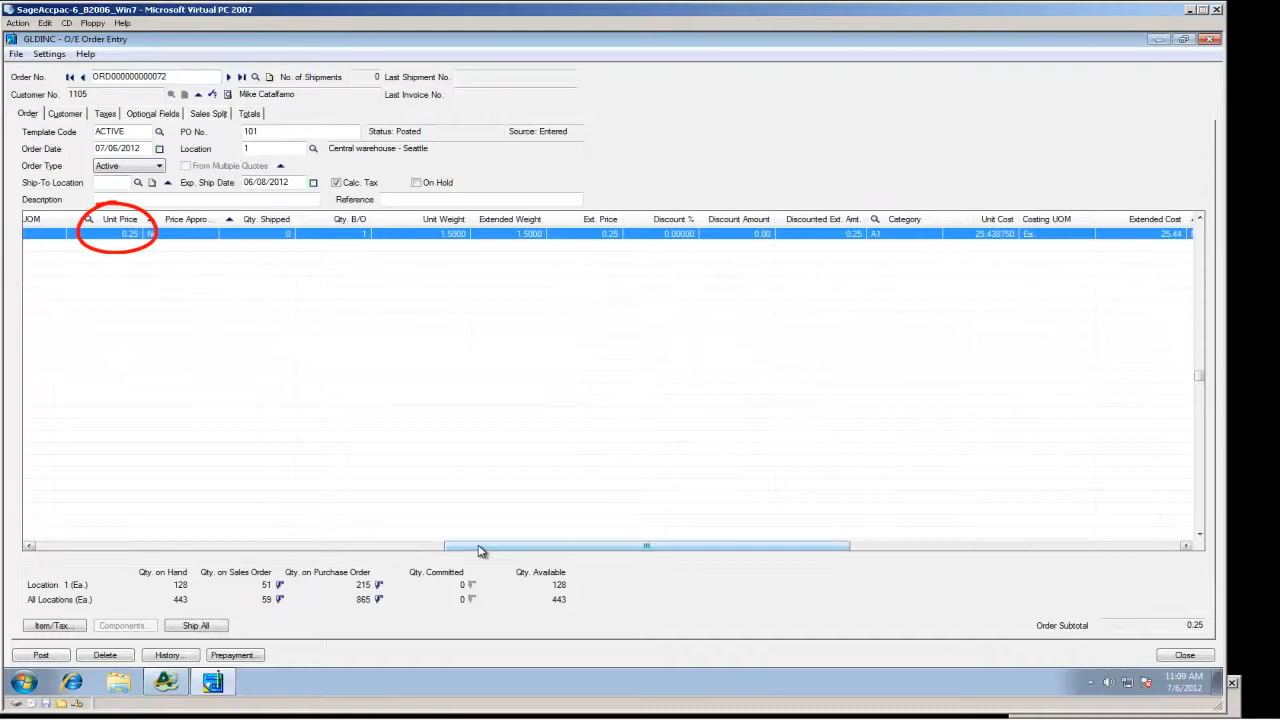 SageAccpac-6_B2006_Win7 - Microsoft Virtual PC 2007
Action Edit CD Floppy Help
GLDINC - O/E Order Entry
File Settings Help
Order No. ORD000000000072 No. of Shipments 0 Last Shipment No.
Customer No. 1105 Mike Catalfamo Last Invoice No.
Order Customer Taxes Optional Fields Sales Split Totals
Template Code ACTIVE PO No. 101 Status: Posted Source: Entered
Order Date 07/06/2012 Location 1 Central warehouse - Seattle
Order Type Active From Multiple Quotes
Ship-To Location Exp. Ship Date 06/08/2012 Calc. Tax On Hold
Description Reference
UOM Unit Price Price Appro... Qty. Shipped Qty. B/O Unit Weight Extended Weight Ext. Price Discount % Discount Amount Discounted Ext. Amt. Category Unit Cost Costing UOM Extended Cost
0.25 0 1 1.5000 1.5000 0.25 0.00000 0.00 0.25 A1 25.438750 Ea. 25.44
Qty. on Hand Qty. on Sales Order Qty. on Purchase Order Qty. Committed Qty. Available
Location 1 (Ea.) 128 51 215 0 128
All Locations (Ea.) 443 59 865 0 443
Item/Tax... Components... Ship All Order Subtotal 0.25
Post Delete History... Prepayment... Close
11:09 AM
7/6/2012